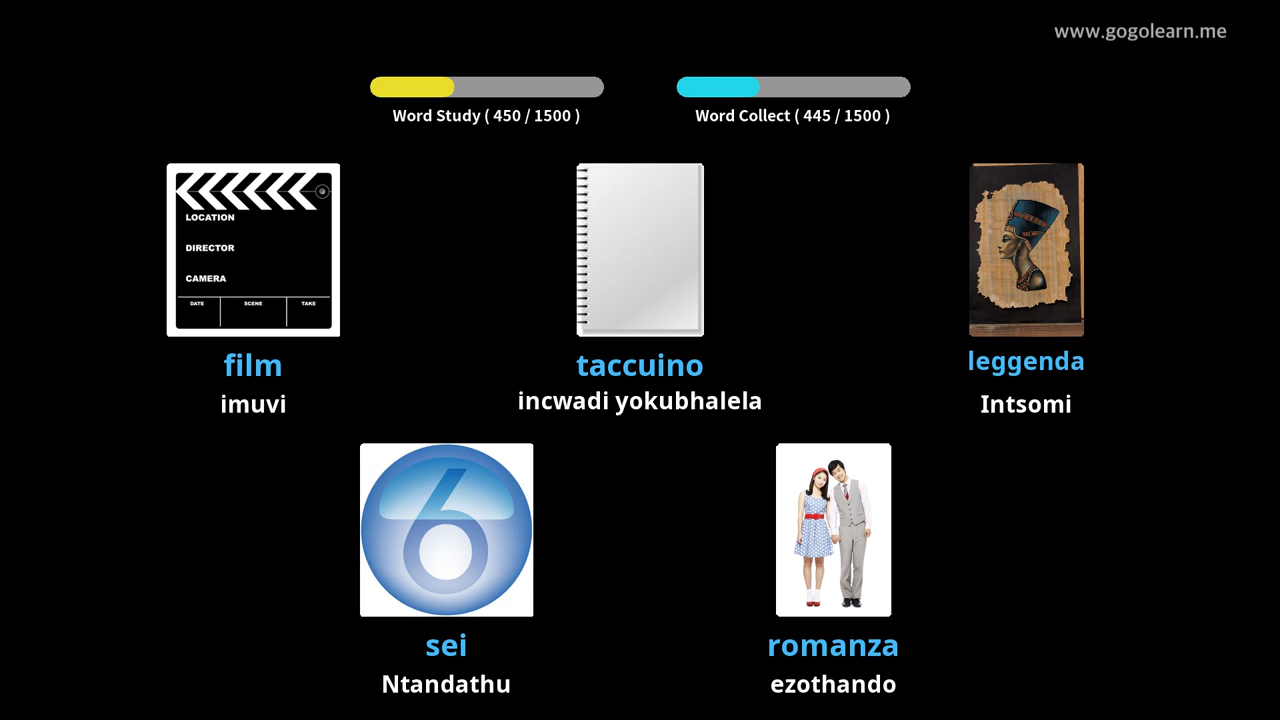 www.gogolearn.me
Word Study ( 450 / 1500 )
Word Collect ( 445 / 1500 )
LOCATION
DIRECTOR
CAMERA
DATE SCENE TAKE
film
imuvi
taccuino
incwadi yokubhalela
leggenda
Intsomi
6
sei
Ntandathu
romanza
ezothando